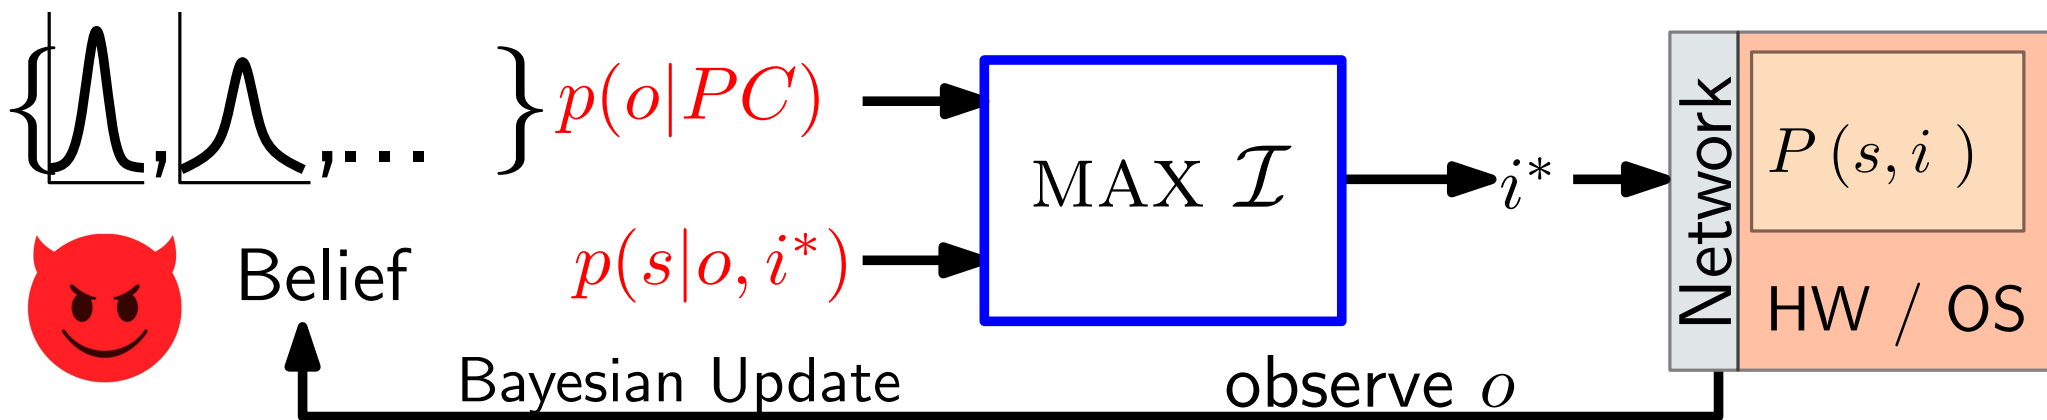 { , ,... } p(o|PC)
MAX 𝓘
i*
Network
P (s, i )
Belief
p(s|o, i*)
HW / OS
Bayesian Update
observe o